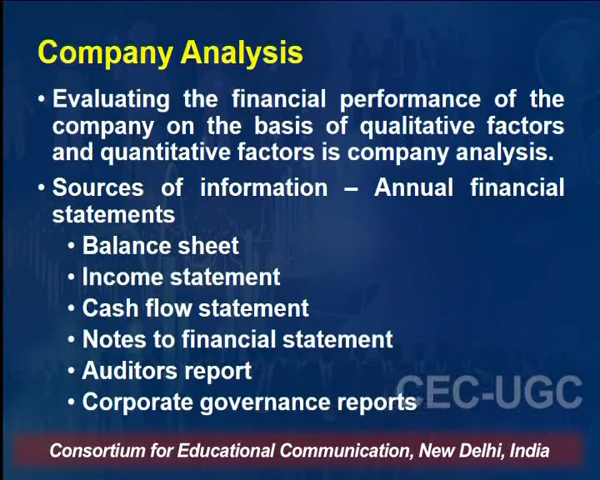 Company Analysis
• Evaluating the financial performance of the
company on the basis of qualitative factors
and quantitative factors is company analysis.
• Sources of information – Annual financial
statements
• Balance sheet
• Income statement
• Cash flow statement
• Notes to financial statement
• Auditors report
• Corporate governance reports
CEC-UGC
Consortium for Educational Communication, New Delhi, India